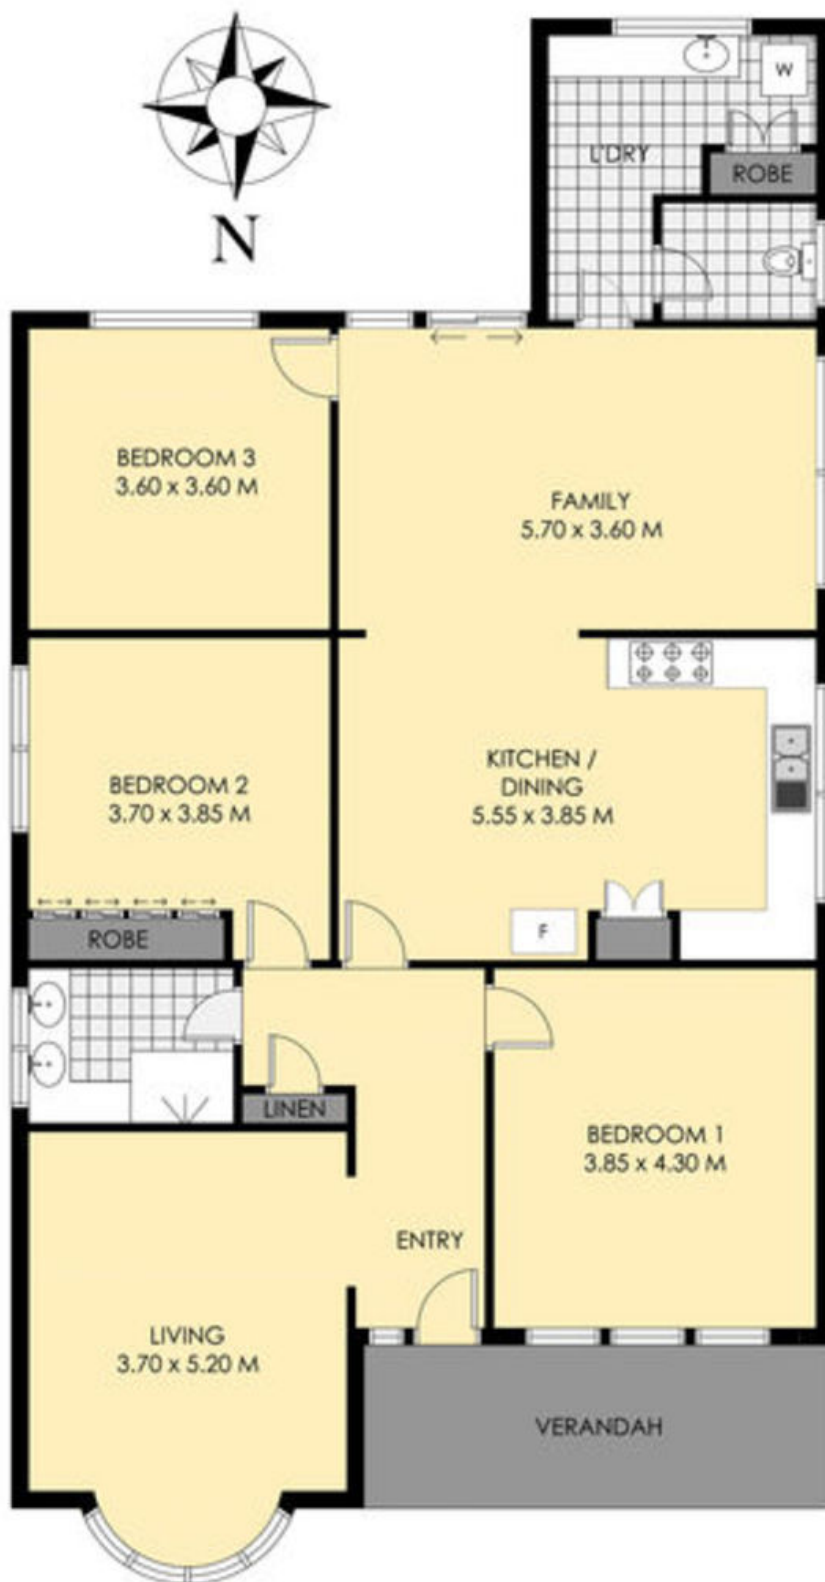 N
W
L'DRY
ROBE
BEDROOM 3
3.60 x 3.60 M
FAMILY
5.70 x 3.60 M
BEDROOM 2
3.70 x 3.85 M
KITCHEN /
DINING
5.55 x 3.85 M
ROBE
F
LINEN
BEDROOM 1
3.85 x 4.30 M
ENTRY
LIVING
3.70 x 5.20 M
VERANDAH